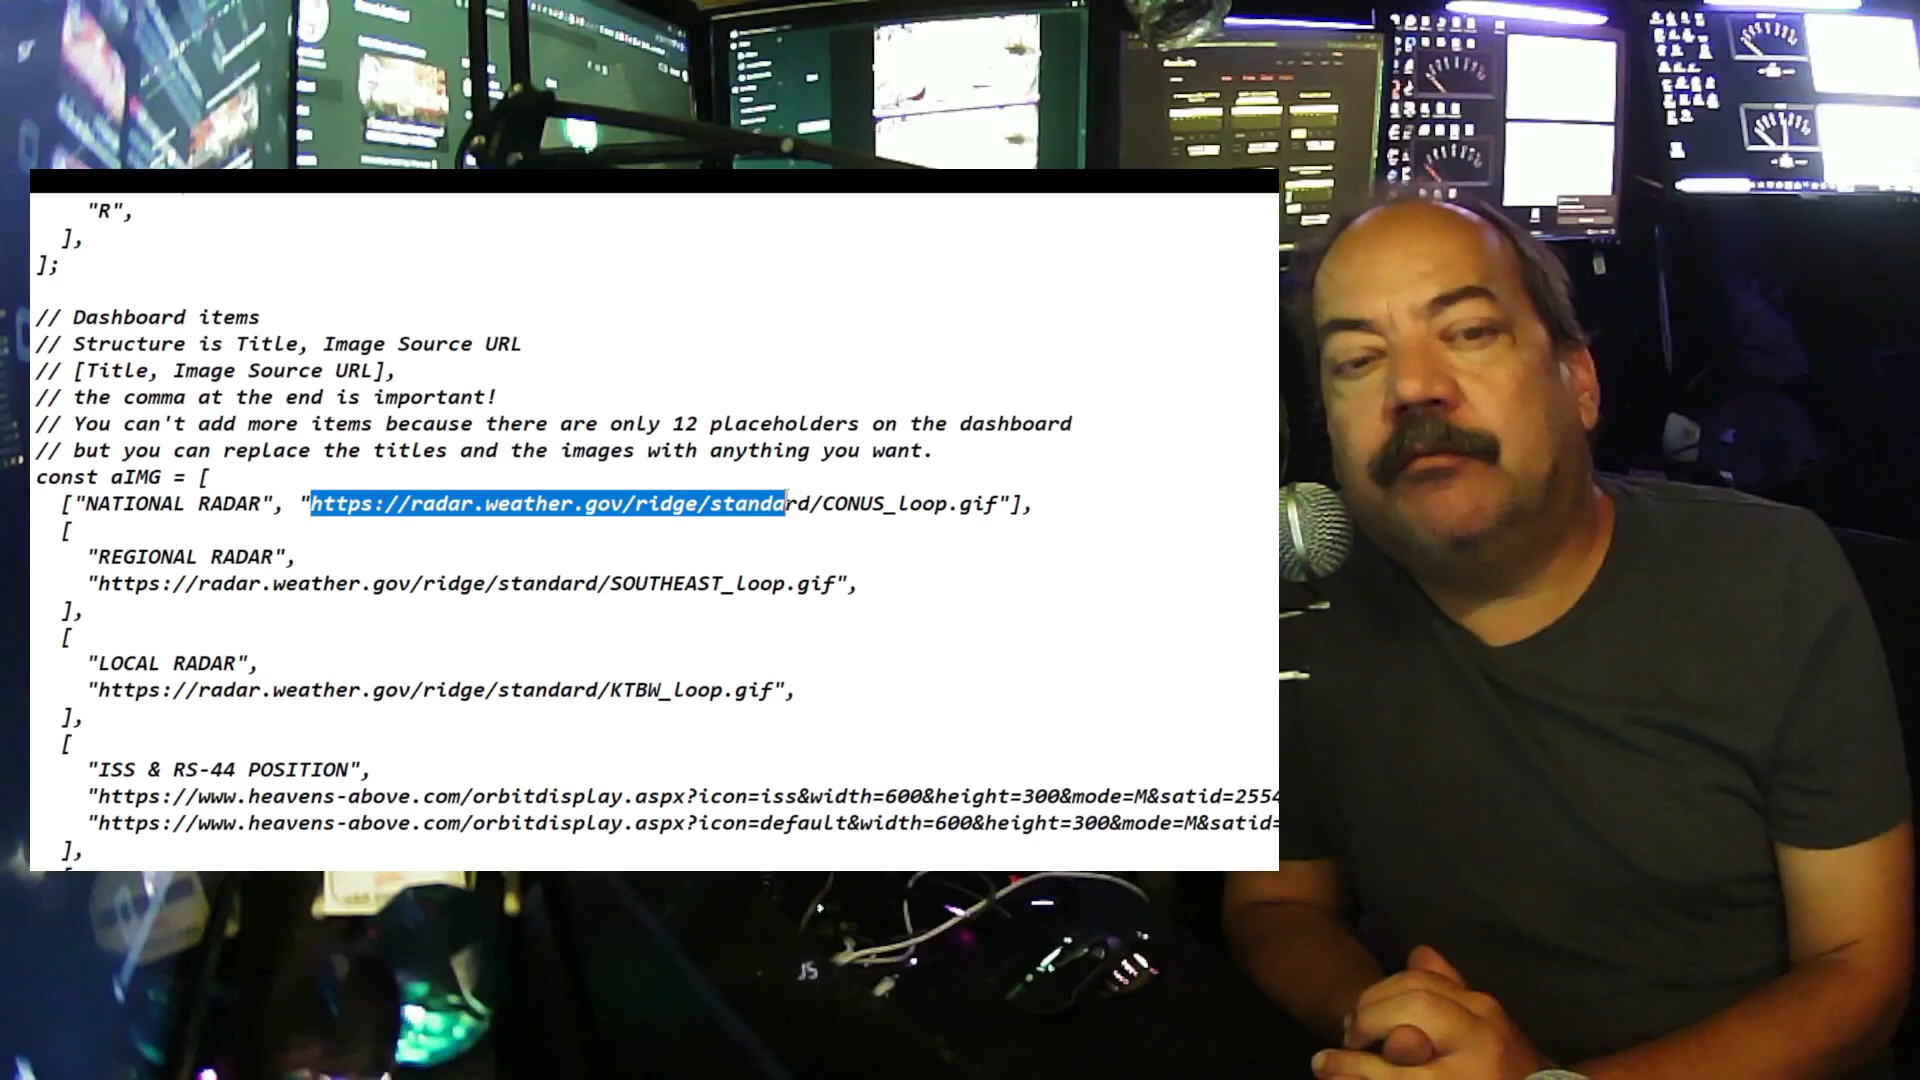 "R",
],
];
// Dashboard items
// Structure is Title, Image Source URL
// [Title, Image Source URL],
// the comma at the end is important!
// You can't add more items because there are only 12 placeholders on the dashboard
// but you can replace the titles and the images with anything you want.
const aIMG = [
["NATIONAL RADAR", "https://radar.weather.gov/ridge/standard/CONUS_loop.gif"],
[
"REGIONAL RADAR",
"https://radar.weather.gov/ridge/standard/SOUTHEAST_loop.gif",
],
[
"LOCAL RADAR",
"https://radar.weather.gov/ridge/standard/KTBW_loop.gif",
],
[
"ISS & RS-44 POSITION",
"https://www.heavens-above.com/orbitdisplay.aspx?icon=iss&width=600&height=300&mode=M&satid=2554
"https://www.heavens-above.com/orbitdisplay.aspx?icon=default&width=600&height=300&mode=M&satid=
],